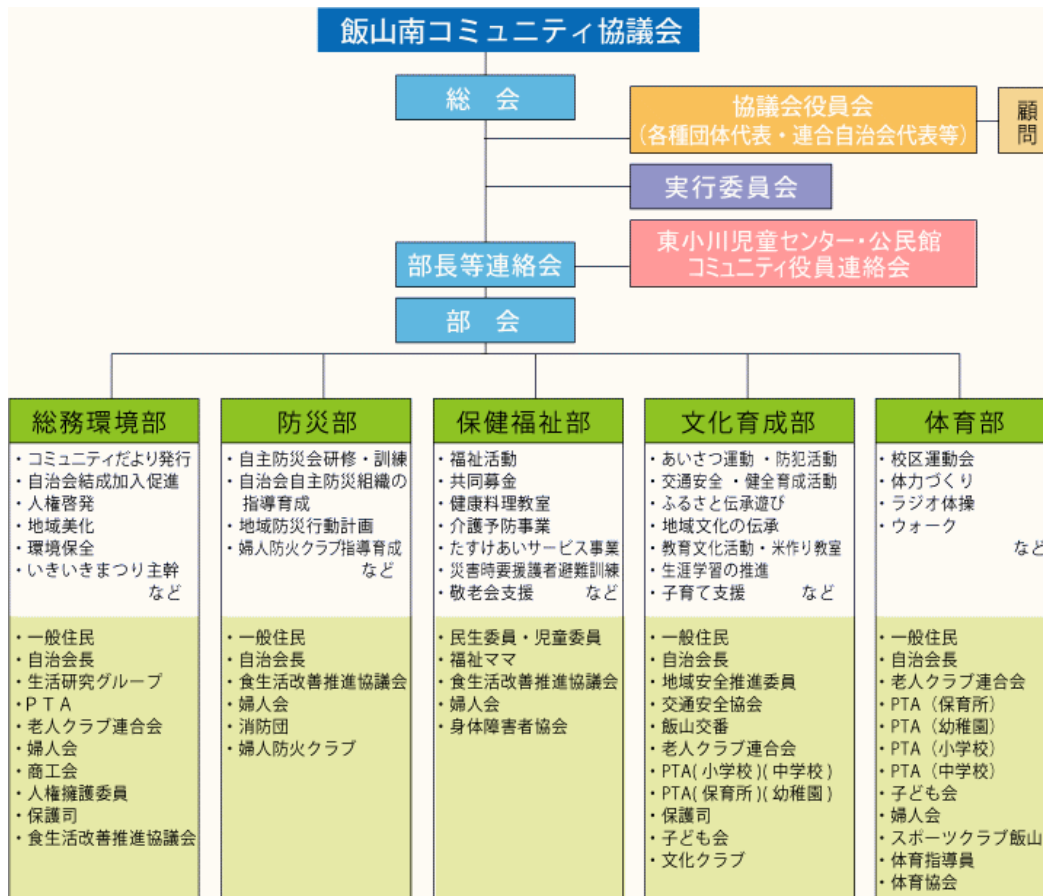 飯山南コミュニティ協議会
総 会
協議会役員会
(各種団体代表・連合自治会代表等)
顧
問
実行委員会
部長等連絡会
東小川児童センター・公民館
コミュニティ役員連絡会
部 会
総務環境部
・コミュニティだより発行
・自治会結成加入促進
・人権啓発
・地域美化
・環境保全
・いきいきまつり主幹
など
・一般住民
・自治会長
・生活研究グループ
・PTA
・老人クラブ連合会
・婦人会
・商工会
・人権擁護委員
・保護司
・食生活改善推進協議会
防災部
・自主防災会研修・訓練
・自治会自主防災組織の
指導育成
・地域防災行動計画
・婦人防火クラブ指導育成
など
・一般住民
・自治会長
・食生活改善推進協議会
・婦人会
・消防団
・婦人防火クラブ
保健福祉部
・福祉活動
・共同募金
・健康料理教室
・介護予防事業
・たすけあいサービス事業
・災害時要援護者避難訓練
・敬老会支援 など
・民生委員・児童委員
・福祉ママ
・食生活改善推進協議会
・婦人会
・身体障害者協会
文化育成部
・あいさつ運動・防犯活動
・交通安全・健全育成活動
・ふるさと伝承遊び
・地域文化の伝承
・教育文化活動・米作り教室
・生涯学習の推進
・子育て支援 など
・一般住民
・自治会長
・地域安全推進委員
・交通安全協会
・飯山交番
・老人クラブ連合会
・PTA(小学校)(中学校)
・PTA(保育所)(幼稚園)
・保護司
・子ども会
・文化クラブ
体育部
・校区運動会
・体力づくり
・ラジオ体操
・ウォーク
など
・一般住民
・自治会長
・老人クラブ連合会
・PTA(保育所)
・PTA(幼稚園)
・PTA(小学校)
・PTA(中学校)
・子ども会
・婦人会
・スポーツクラブ飯山
・体育指導員
・体育協会